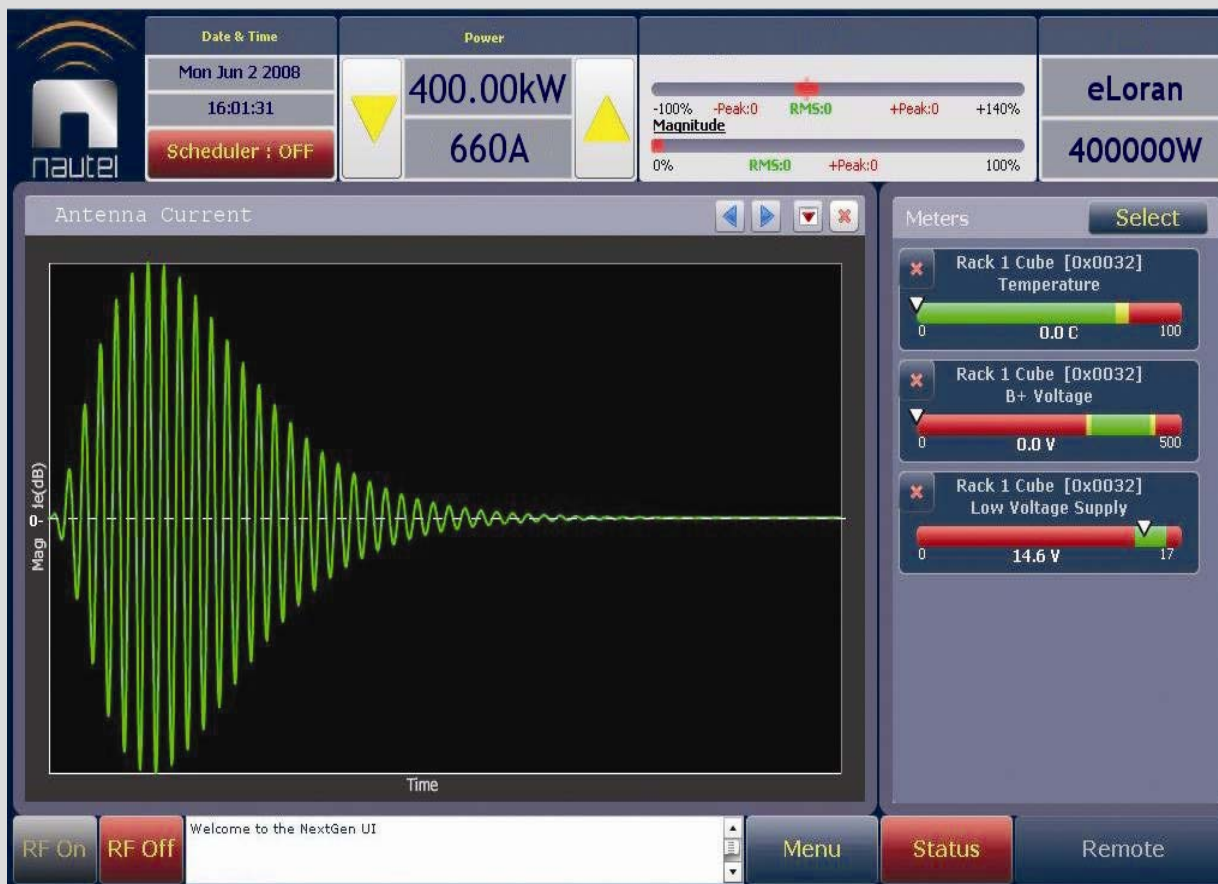 nautel
Date & Time
Mon Jun 2 2008
16:01:31
Scheduler : OFF
Power
400.00kW
660A
-100% -Peak:0 RMS:0 +Peak:0 +140%
Magnitude
0% RMS:0 +Peak:0 100%
eLoran
400000W
Antenna Current
0-
Time
Meters
Select
Rack 1 Cube [0x0032]
Temperature
0 0.0 C 100
Rack 1 Cube [0x0032]
B+ Voltage
0 0.0 V 500
Rack 1 Cube [0x0032]
Low Voltage Supply
0 14.6 V 17
RF On
RF Off
Welcome to the NextGen UI
Menu
Status
Remote